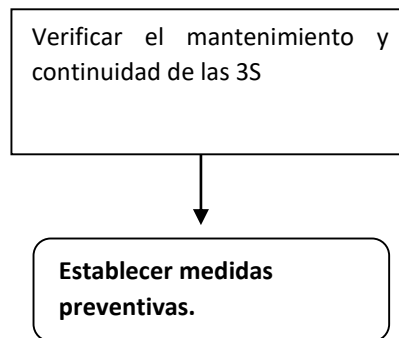 Verificar el mantenimiento y
continuidad de las 3S
Establecer medidas
preventivas.